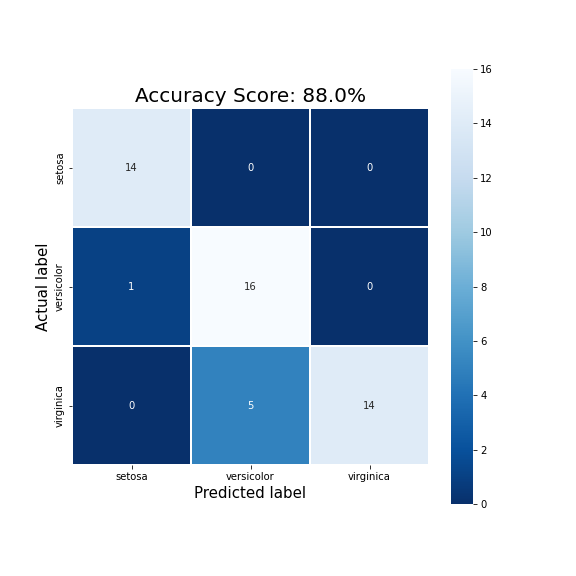 Accuracy Score: 88.0%
16
14
12
10
8
6
4
2
0
Actual label
setosa
versicolor
virginica
14 0 0
1 16 0
0 5 14
setosa versicolor virginica
Predicted label